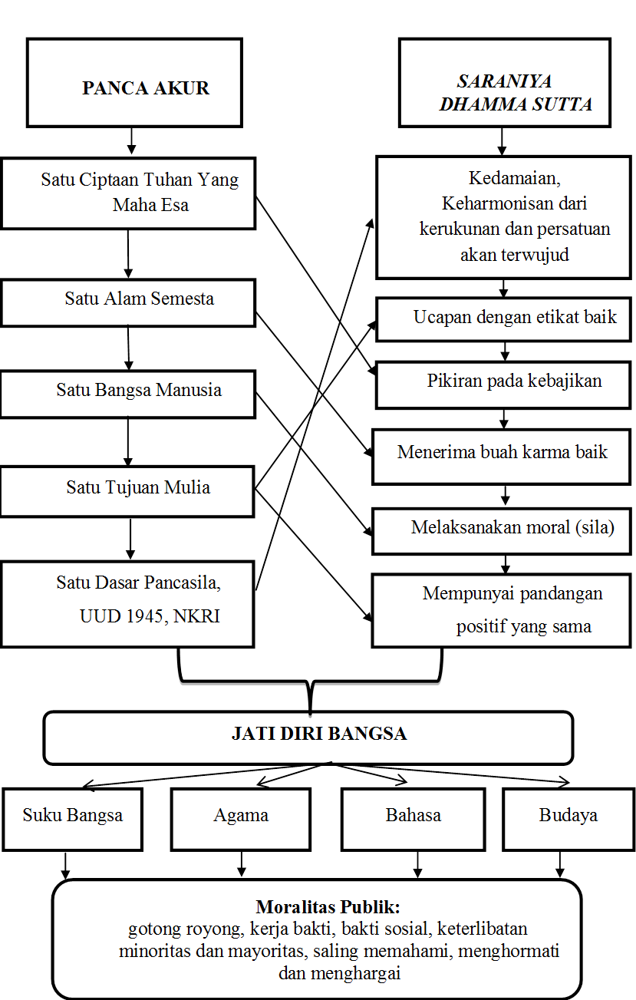 PANCA AKUR
Satu Ciptaan Tuhan Yang
Maha Esa
Satu Alam Semesta
Satu Bangsa Manusia
Satu Tujuan Mulia
Satu Dasar Pancasila,
UUD 1945, NKRI
SARANIYA
DHAMMA SUTTA
Kedamaian,
Keharmonisan dari
kerukunan dan persatuan
akan terwujud
Ucapan dengan etikat baik
Pikiran pada kebajikan
Menerima buah karma baik
Melaksanakan moral (sila)
Mempunyai pandangan
positif yang sama
JATI DIRI BANGSA
Suku Bangsa
Agama
Bahasa
Budaya
Moralitas Publik:
gotong royong, kerja bakti, bakti sosial, keterlibatan
minoritas dan mayoritas, saling memahami, menghormati
dan menghargai